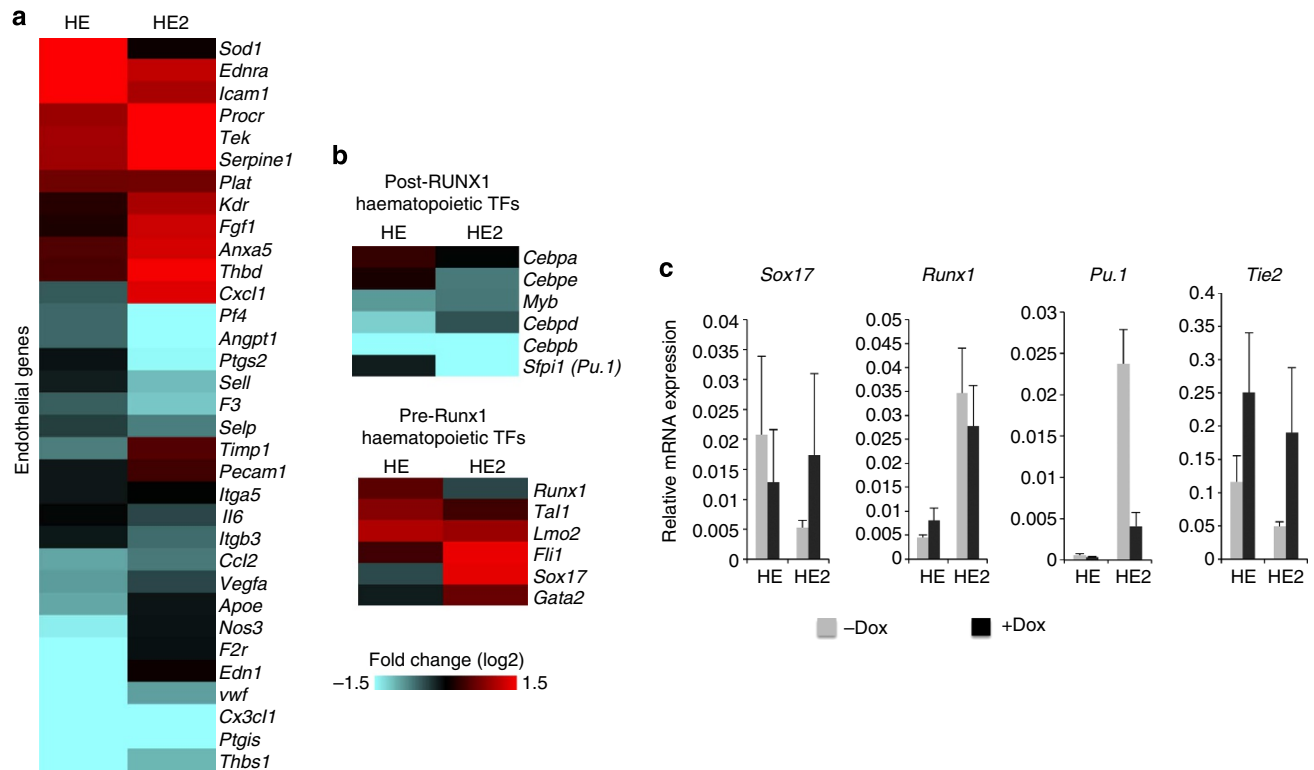 a
HE HE2
Endothelial genes
Sod1
Ednra
Icam1
Procr
Tek
Serpine1
Plat
Kdr
Fgf1
Anxa5
Thbd
Cxcl1
Pf4
Angpt1
Ptgs2
Sell
F3
Selp
Timp1
Pecam1
Itga5
Il6
Itgb3
Ccl2
Vegfa
Apoe
Nos3
F2r
Edn1
vwf
Cx3cl1
Ptgis
Thbs1
b
Post-RUNX1
haematopoietic TFs
HE HE2
Cebpa
Cebpe
Myb
Cebpd
Cebpb
Sfpi1 (Pu.1)
Pre-Runx1
haematopoietic TFs
HE HE2
Runx1
Tal1
Lmo2
Fli1
Sox17
Gata2
Fold change (log2)
–1.5 1.5
c
Relative mRNA expression
Sox17
0.04
0.035
0.03
0.025
0.02
0.015
0.01
0.005
0
HE HE2
Runx1
0.05
0.045
0.04
0.035
0.03
0.025
0.02
0.015
0.01
0.005
0
HE HE2
Pu.1
0.03
0.025
0.02
0.015
0.01
0.005
0
HE HE2
Tie2
0.4
0.35
0.3
0.25
0.2
0.15
0.1
0.05
0
HE HE2
–Dox +Dox